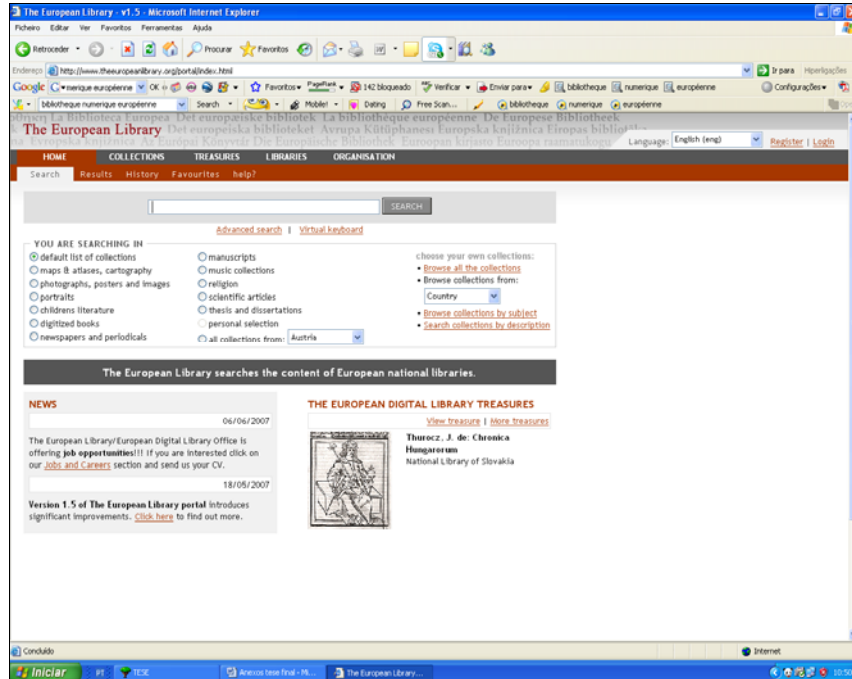 The European Library - v1.5 - Microsoft Internet Explorer
Ficheiro Editar Ver Favoritos Ferramentas Ajuda
Retroceder Procurar Favoritos
Endereço http://www.theeuropeanlibrary.org/portal/index.html Ir para Hiperligações
Google merique européenne OK Favoritos PageRank 142 bloqueado Verificar Enviar para bibliotheque numerique européenne Configurações
bibliotheque numerique européenne Search Mobile! Dating Free Scan... bibliotheque numerique européenne
La Biblioteca Europea Det europæiske bibliotek La bibliothèque européenne De Europese Bibliotheek
The European Library Det europeiska biblioteket Avrupa Kütüphanesi Europska knjižnica Eiropas
Evropska knjižnica Az Európai Könyvtár Die Europäische Bibliothek Euroopan kirjasto Euroopa raamatukogu
Language: English (eng) Register | Login
HOME COLLECTIONS TREASURES LIBRARIES ORGANISATION
Search Results History Favourites help?
SEARCH
Advanced search | Virtual keyboard
YOU ARE SEARCHING IN
default list of collections
maps & atlases, cartography
photographs, posters and images
portraits
childrens literature
digitized books
newspapers and periodicals
manuscripts
music collections
religion
scientific articles
thesis and dissertations
personal selection
all collections from: Austria
choose your own collections:
• Browse all the collections
• Browse collections from:
Country
• Browse collections by subject
• Search collections by description
The European Library searches the content of European national libraries.
NEWS
06/06/2007
The European Library/European Digital
Library Office is
offering job opportunities!!! If you
are interested click on
our Jobs and Careers section and send
us your CV.
18/05/2007
Version 1.5 of The European Library portal introduces
significant improvements. Click here to find out more.
THE EUROPEAN DIGITAL LIBRARY TREASURES
View treasure | More treasures
Thurocz, J. de: Chronica
Hungarorum
National Library of Slovakia
Concluído Internet
Iniciar PT TESE Anexos tese final - Mi... The European Library... 10:50